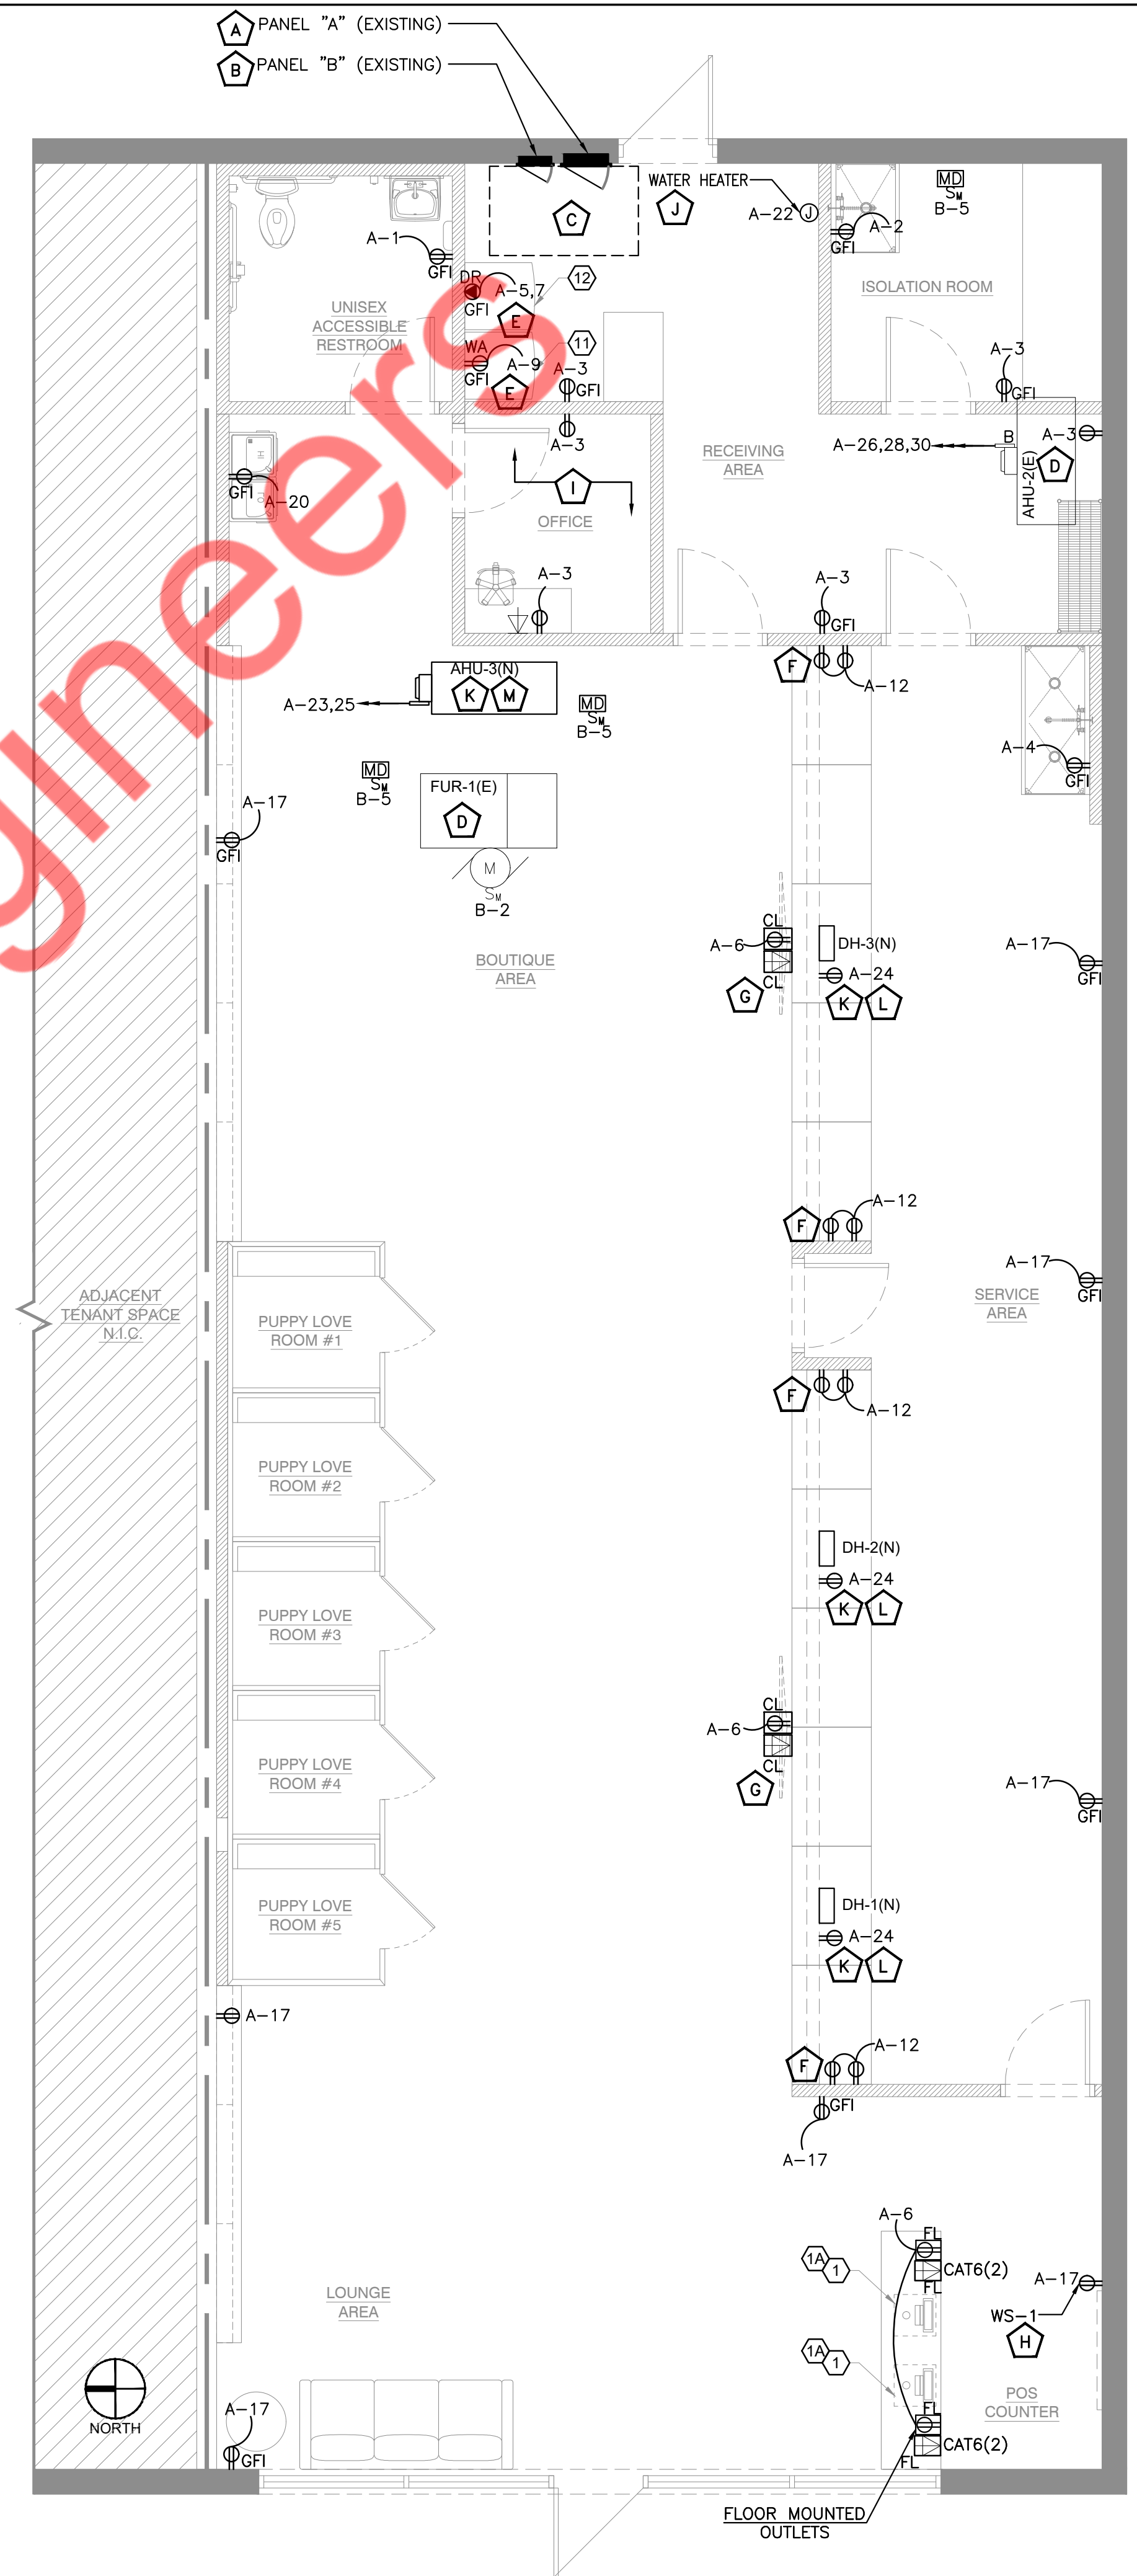 A PANEL "A" (EXISTING)
B PANEL "B" (EXISTING)
WATER HEATER
J
A-22 J
C
MD
SM
B-5
A-1
GFI
A-2
GFI
UNISEX
ACCESSIBLE
RESTROOM
DR
A-5,7
GFI
E
12
WA
A-9
GFI
E
11
A-3
GFI
ISOLATION ROOM
A-3
GFI
A-3
A-20
GFI
I
OFFICE
RECEIVING
AREA
A-26,28,30
B
AHU-2(E)
D
A-3
A-3
A-3
GFI
AHU-3(N)
K M
A-23,25
MD
SM
B-5
MD
SM
B-5
F
A-12
A-4
GFI
FUR-1(E)
D
M
SM
B-2
A-17
GFI
BOUTIQUE
AREA
CL
A-6
CL
G
DH-3(N)
A-24
K L
A-17
GFI
F
A-12
A-17
GFI
SERVICE
AREA
ADJACENT
TENANT SPACE
N.I.C.
PUPPY LOVE
ROOM #1
F
A-12
PUPPY LOVE
ROOM #2
DH-2(N)
A-24
K L
PUPPY LOVE
ROOM #3
CL
A-6
CL
G
PUPPY LOVE
ROOM #4
A-17
GFI
PUPPY LOVE
ROOM #5
DH-1(N)
A-24
K L
A-17
F
A-12
GFI
A-17
A-6
FL
CAT6(2)
FL
1A
1
A-17
WS-1
H
LOUNGE
AREA
1A
1
POS
COUNTER
NORTH
A-17
GFI
FL
CAT6(2)
FL
FLOOR MOUNTED
OUTLETS
gneers